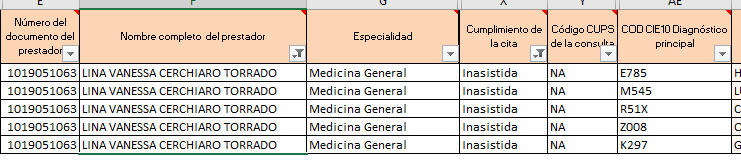 E F G X Y AE
Número del documento del prestador Nombre completo del prestador Especialidad Cumplimiento de la cita Código CUPS de la consulta COD CIE10 Diagnóstico principal
1019051063 LINA VANESSA CERCHIARO TORRADO Medicina General Inasistida NA E785 H
1019051063 LINA VANESSA CERCHIARO TORRADO Medicina General Inasistida NA M545 LU
1019051063 LINA VANESSA CERCHIARO TORRADO Medicina General Inasistida NA R51X C
1019051063 LINA VANESSA CERCHIARO TORRADO Medicina General Inasistida NA Z008
1019051063 LINA VANESSA CERCHIARO TORRADO Medicina General Inasistida NA K297 G